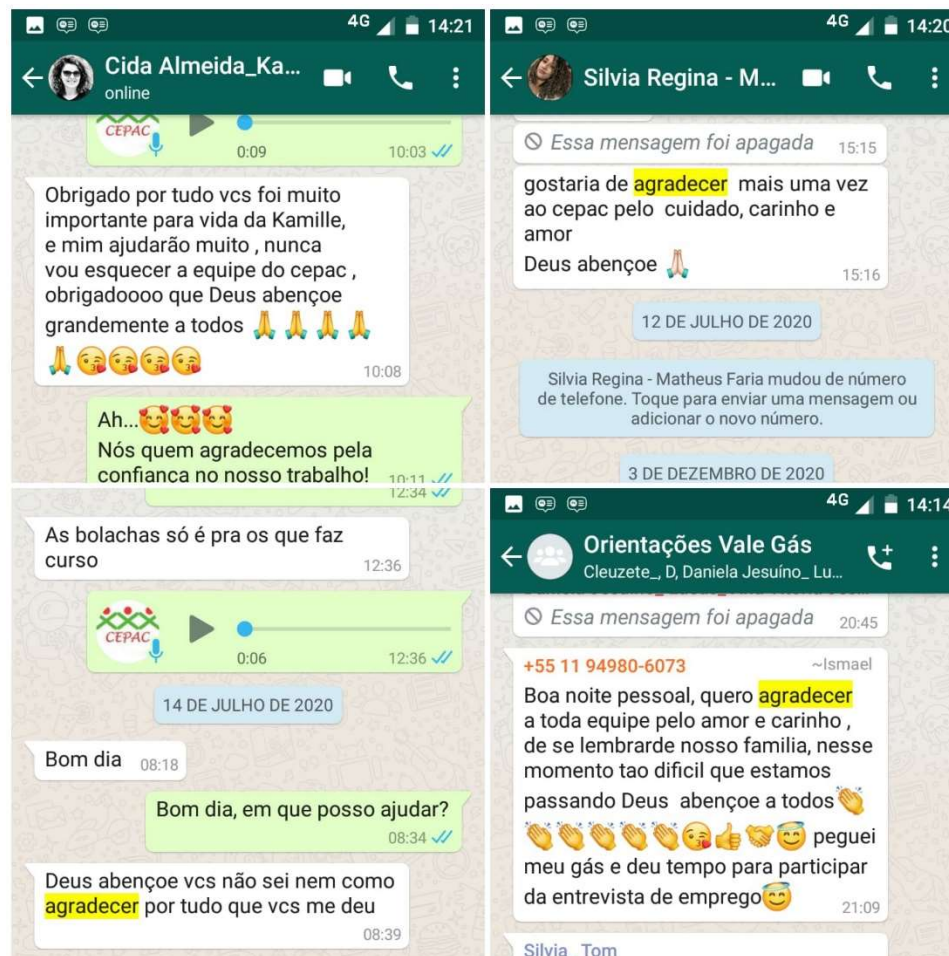 4G 14:21
Cida Almeida_Ka...
online
CEPAC
0:09 10:03
Obrigado por tudo vcs foi muito
importante para vida da Kamille,
e mim ajudarão muito , nunca
vou esquecer a equipe do cepac ,
obrigadoooo que Deus abençoe
grandemente a todos 🙏 🙏 🙏 🙏
🙏 😘 😘 😘 😘
10:08
Ah...🥰🥰🥰
Nós quem agradecemos pela
confiança no nosso trabalho! 10:11
4G 14:20
Silvia Regina - M...
Essa mensagem foi apagada 15:15
gostaria de agradecer mais uma vez
ao cepac pelo cuidado, carinho e
amor
Deus abençoe 🙏🏻
15:16
12 DE JULHO DE 2020
Silvia Regina - Matheus Faria mudou de número
de telefone. Toque para enviar uma mensagem ou
adicionar o novo número.
3 DE DEZEMBRO DE 2020
12:34
As bolachas só é pra os que faz
curso 12:36
CEPAC
0:06 12:36
14 DE JULHO DE 2020
Bom dia 08:18
Bom dia, em que posso ajudar?
08:34
Deus abençoe vcs não sei nem como
agradecer por tudo que vcs me deu
08:39
4G 14:14
Orientações Vale Gás
Cleuzete_, D, Daniela Jesuíno_ Lu...
Essa mensagem foi apagada 20:45
+55 11 94980-6073 ~Ismael
Boa noite pessoal, quero agradecer
a toda equipe pelo amor e carinho ,
de se lembrarde nosso familia, nesse
momento tao dificil que estamos
passando Deus abençoe a todos👏
👏👏👏👏👏😘👍🤝😇 peguei
meu gás e deu tempo para participar
da entrevista de emprego😇
21:09
Silvia_ Tom